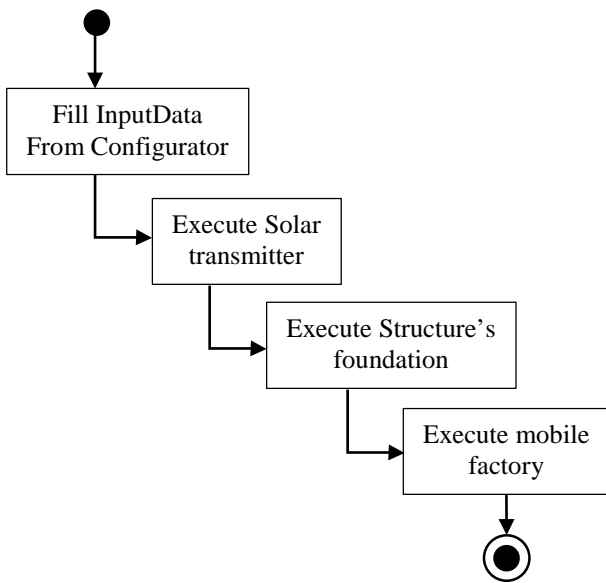 Fill InputData
From Configurator
Execute Solar
transmitter
Execute Structure’s
foundation
Execute mobile
factory